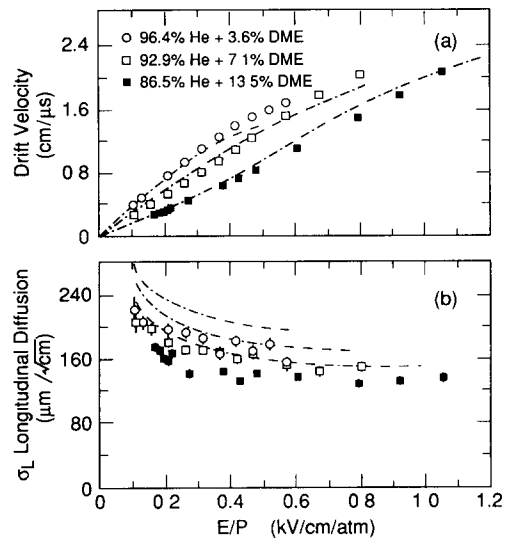 (a)
96.4% He + 3.6% DME
92.9% He + 7 1% DME
86.5% He + 13 5% DME
2.4
1.6
0 8
0
Drift Velocity
(cm/μs)
(b)
240
160
80
0
σL Longitudinal Diffusion
(μm /√cm)
0 0 2 0.4 0.6 0.8 1 0 1.2
E/P (kV/cm/atm)